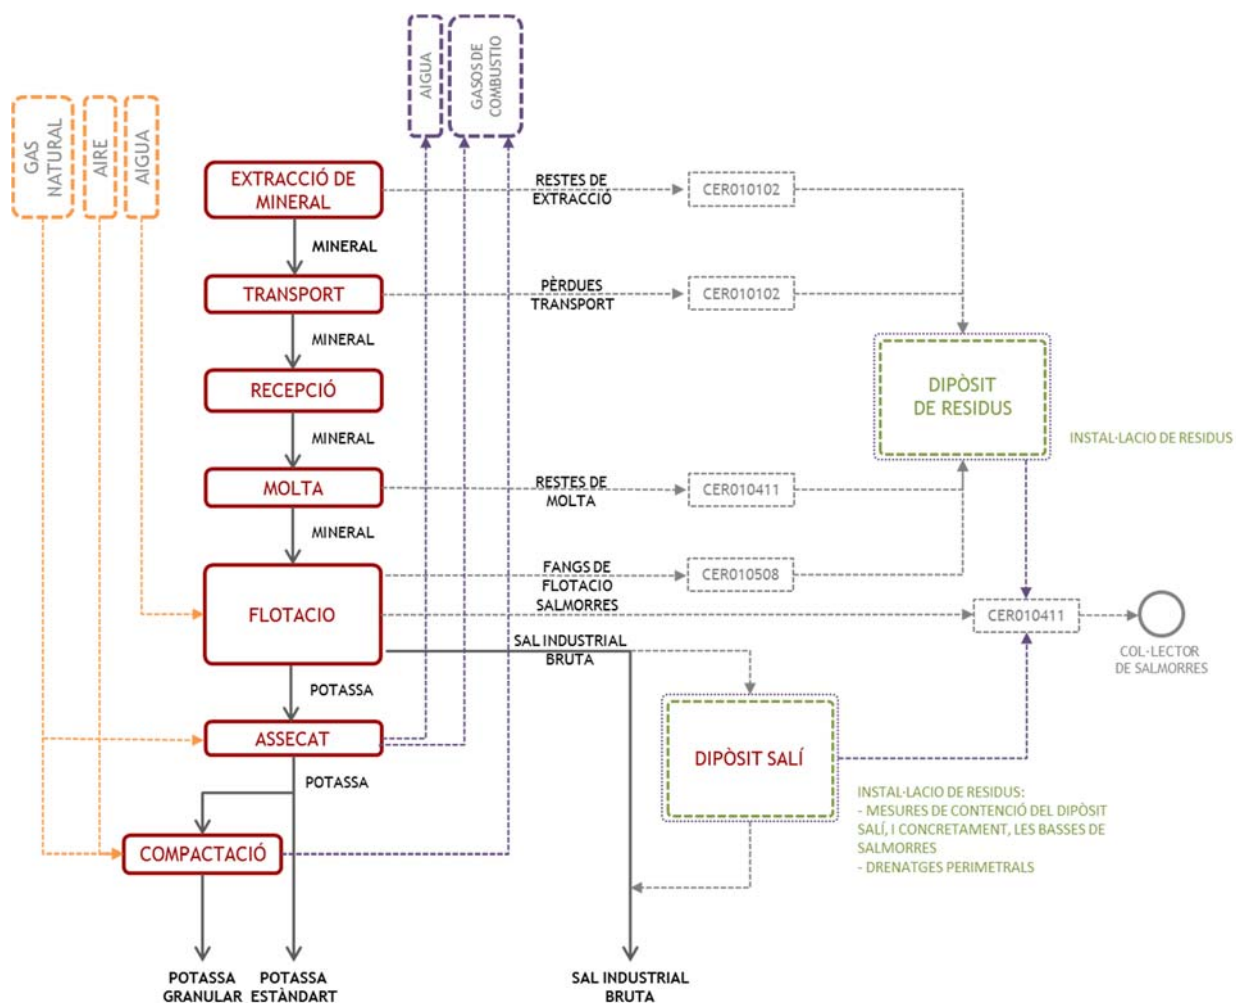 AIGUA
GASOS DE
COMBUSTIO
GAS
NATURAL
AIRE
AIGUA
EXTRACCIÓ DE
MINERAL
RESTES DE
EXTRACCIÓ
CER010102
MINERAL
TRANSPORT
PÈRDUES
TRANSPORT
CER010102
MINERAL
RECEPCIÓ
DIPÒSIT
DE RESIDUS
INSTAL·LACIO DE RESIDUS
MINERAL
MOLTA
RESTES DE
MOLTA
CER010411
MINERAL
FLOTACIO
FANGS DE
FLOTACIO
CER010508
SALMORRES
CER010411
COL·LECTOR
DE SALMORRES
SAL INDUSTRIAL
BRUTA
POTASSA
ASSECAT
DIPÒSIT SALÍ
POTASSA
INSTAL·LACIO DE RESIDUS:
- MESURES DE CONTENCIÓ DEL DIPÒSIT
SALÍ, I CONCRETAMENT, LES BASSES DE
SALMORRES
- DRENATGES PERIMETRALS
COMPACTACIÓ
POTASSA
GRANULAR
POTASSA
ESTÀNDART
SAL INDUSTRIAL
BRUTA